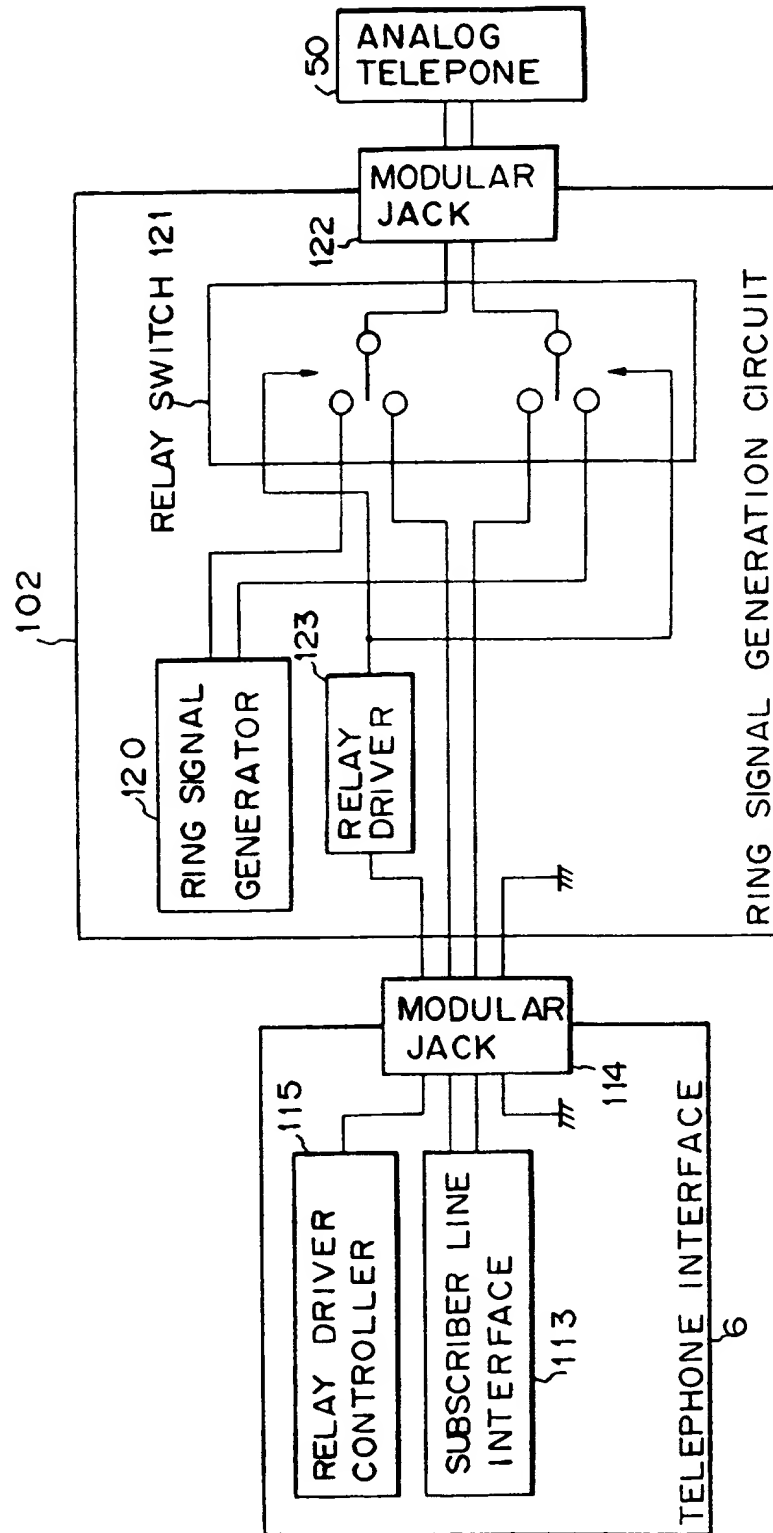 102
RELAY SWITCH 121
50
ANALOG
TELEPONE
120
RING SIGNAL
GENERATOR
123
RELAY
DRIVER
122
MODULAR
JACK
115
RELAY DRIVER
CONTROLLER
MODULAR
JACK
114
SUBSCRIBER LINE
INTERFACE
113
TELEPHONE INTERFACE
6
RING SIGNAL GENERATION CIRCUIT